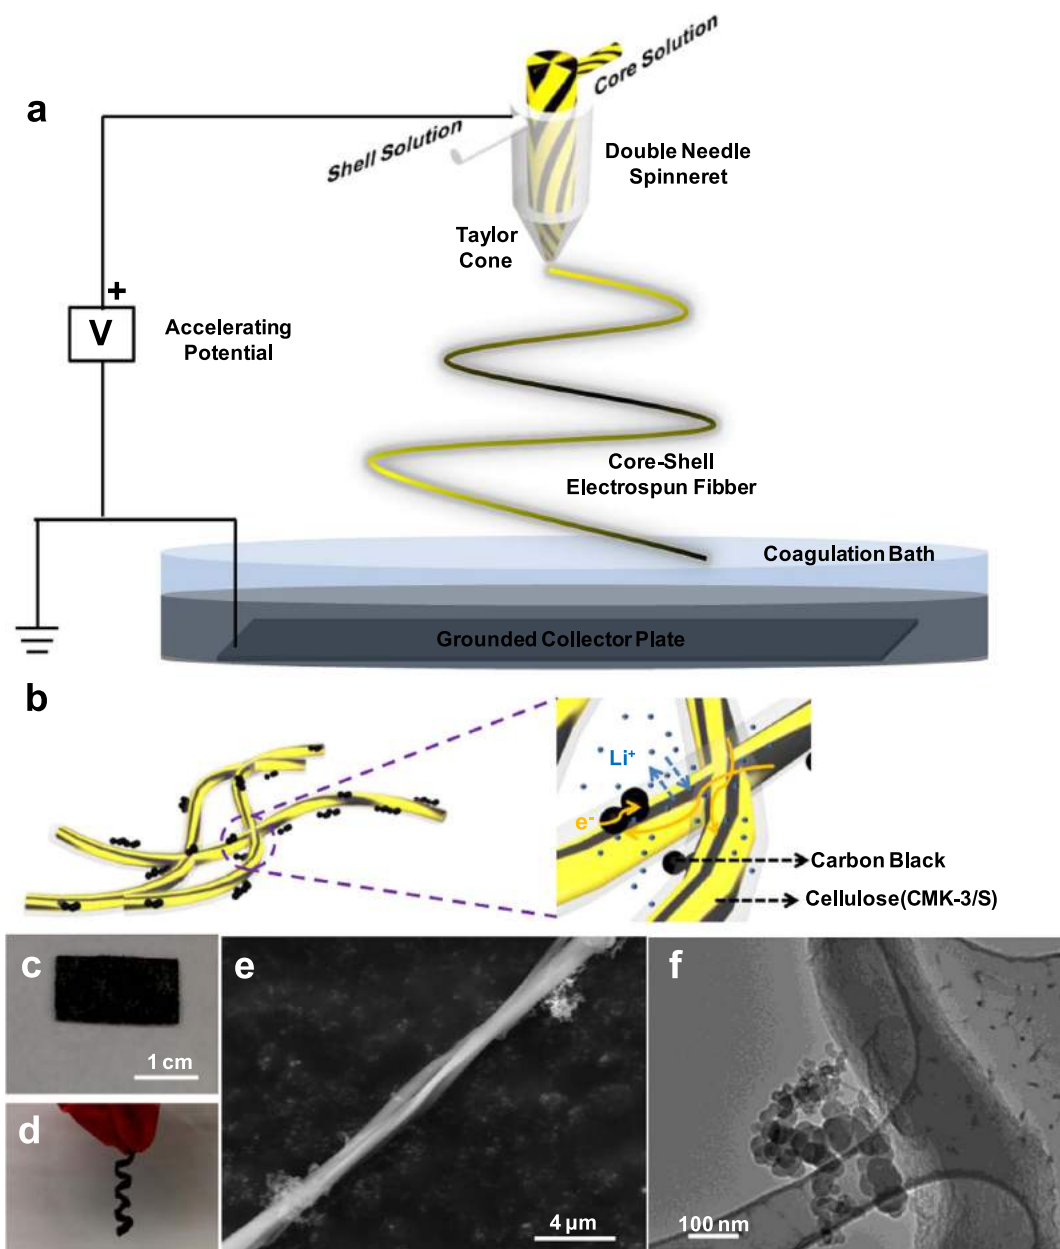 a
Shell Solution
Core Solution
Double Needle
Spinneret
Taylor
Cone
+
V
Accelerating
Potential
Core-Shell
Electrospun Fibber
Coagulation Bath
Grounded Collector Plate
b
Li⁺
e⁻
Carbon Black
Cellulose(CMK-3/S)
c
1 cm
d
e
4 μm
f
100 nm